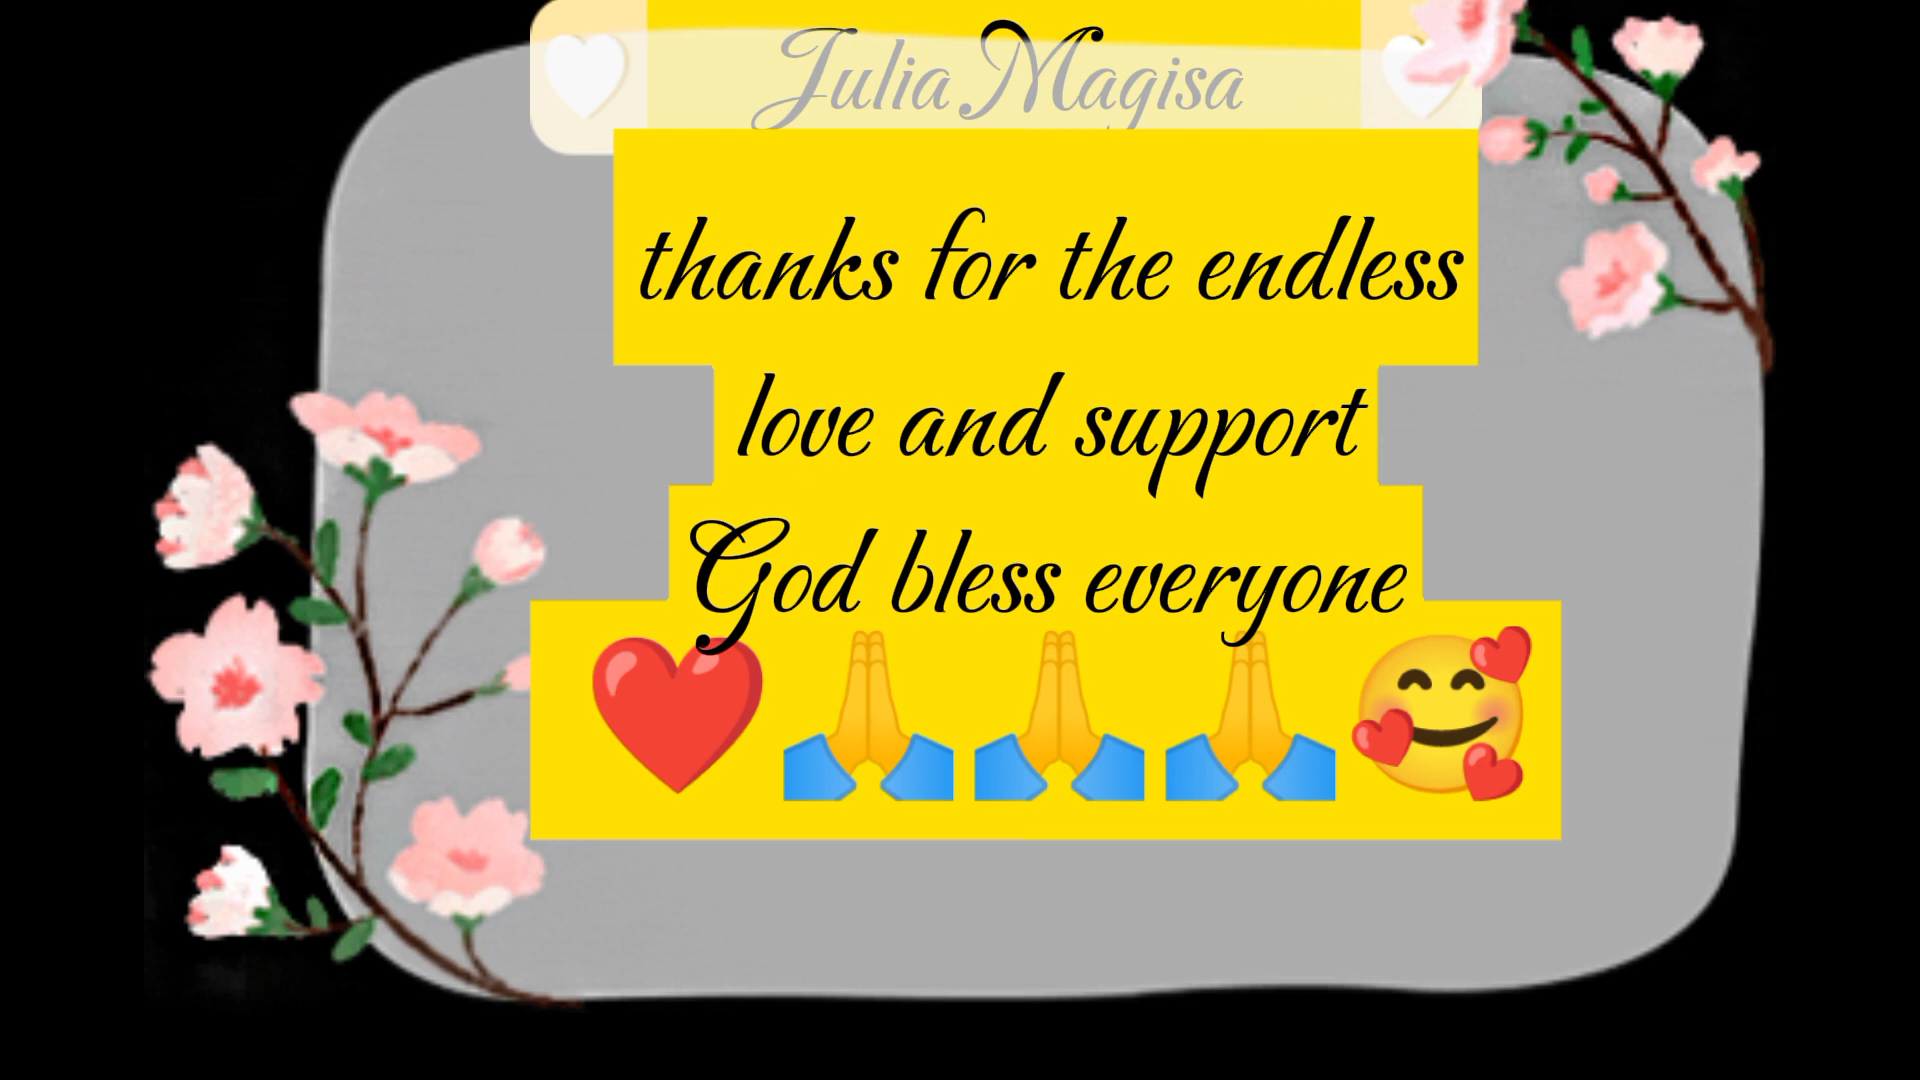 🤍 Julia Magisa 🤍
thanks for the endless
love and support
God bless everyone
❤️🙏🙏🙏🥰